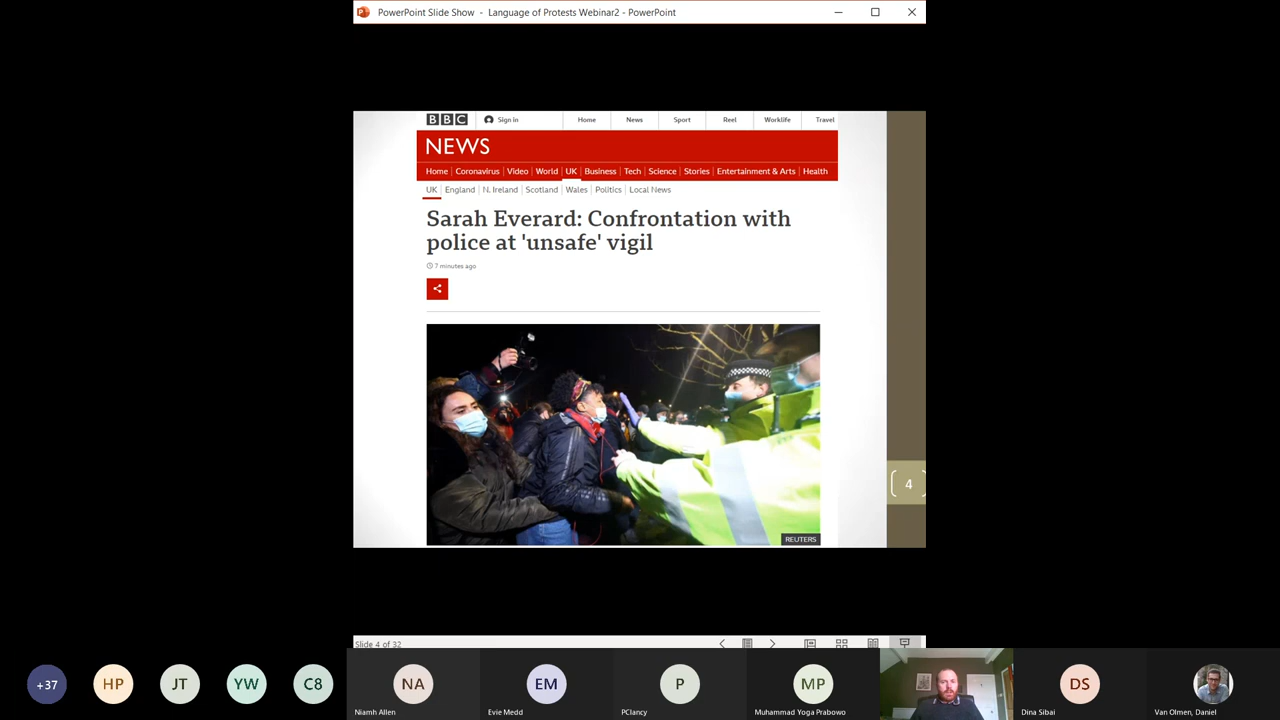 PowerPoint Slide Show - Language of Protests Webinar2 - PowerPoint
BBC Sign in Home News Sport Reel Worklife Travel
NEWS
Home Coronavirus Video World UK Business Tech Science Stories Entertainment & Arts Health
UK England N. Ireland Scotland Wales Politics Local News
Sarah Everard: Confrontation with
police at 'unsafe' vigil
7 minutes ago
4
REUTERS
Slide 4 of 32
+37 HP JT YW C8 NA EM P MP DS
Niamh Allen Evie Medd PClancy Muhammad Yoga Prabowo Dina Sibai Van Olmen, Daniel